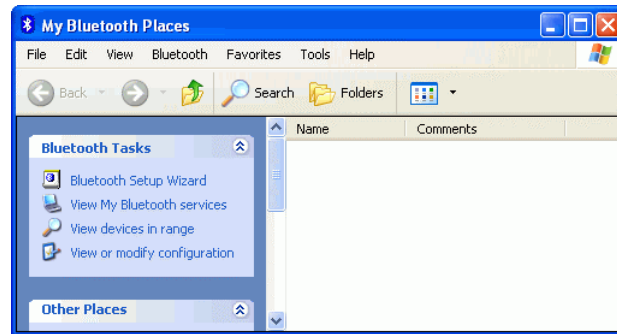 My Bluetooth Places
File Edit View Bluetooth Favorites Tools Help
Back Search Folders
Name Comments
Bluetooth Tasks
Bluetooth Setup Wizard
View My Bluetooth services
View devices in range
View or modify configuration
Other Places